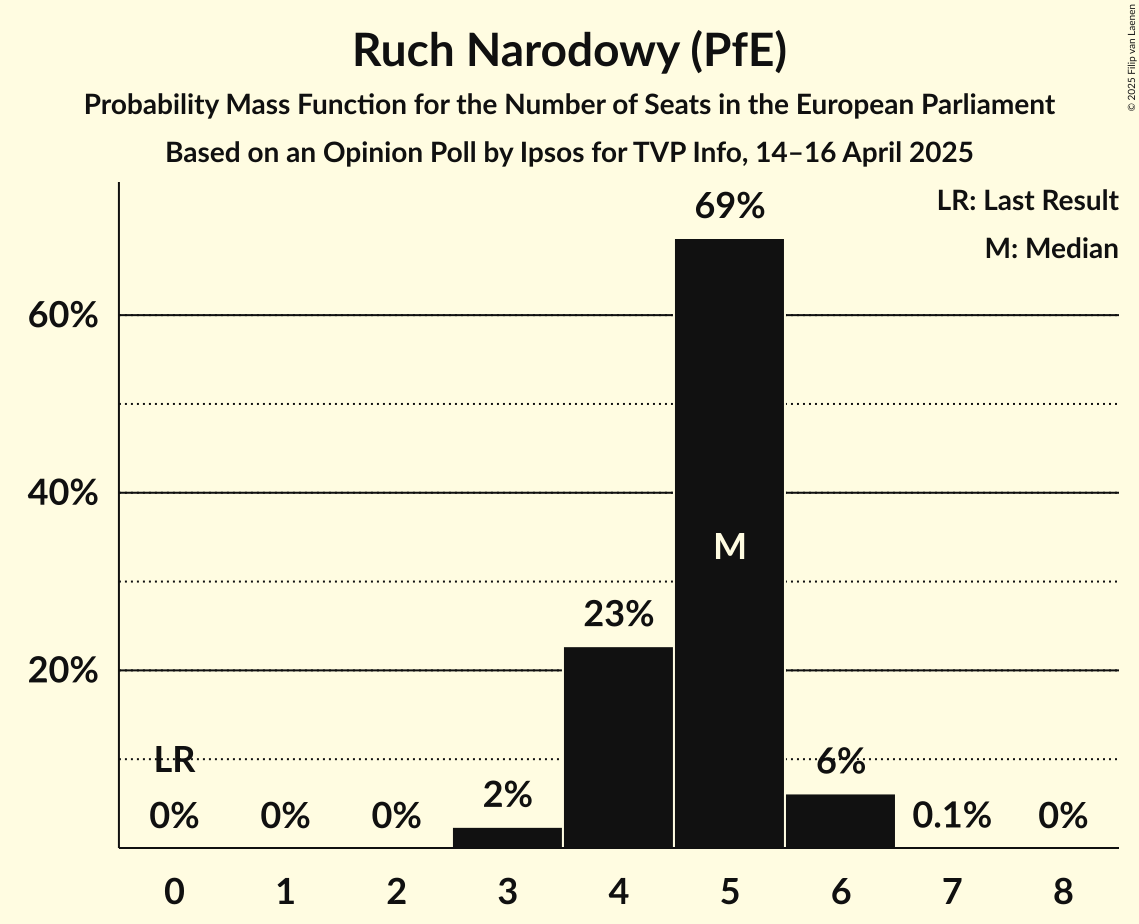 Ruch Narodowy (PfE)
Probability Mass Function for the Number of Seats in the European Parliament
Based on an Opinion Poll by Ipsos for TVP Info, 14–16 April 2025
© 2025 Filip van Laenen
LR: Last Result
M: Median
69%
60%
40%
M
23%
20%
LR
6%
2%
0%
0%
0%
0.1%
0%
0
1
2
3
4
5
6
7
8